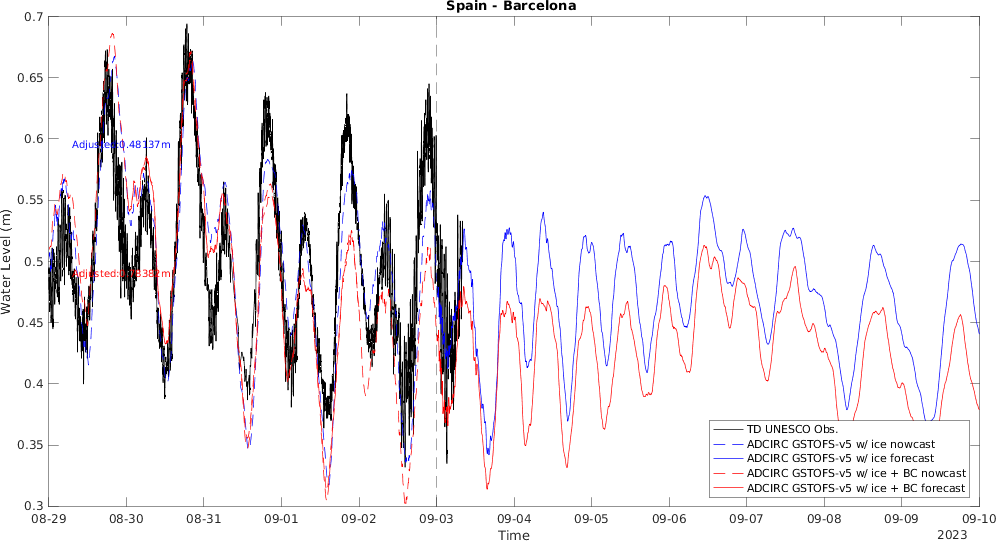 Spain - Barcelona
0.7
0.65
0.6
0.55
0.5
0.45
0.4
0.35
0.3
Water Level (m)
Adjusted:0.48137m
TD UNESCO Obs.
ADCIRC GSTOFS-v5 w/ ice nowcast
ADCIRC GSTOFS-v5 w/ ice forecast
ADCIRC GSTOFS-v5 w/ ice + BC nowcast
ADCIRC GSTOFS-v5 w/ ice + BC forecast
08-29 08-30 08-31 09-01 09-02 09-03 09-04 09-05 09-06 09-07 09-08 09-09 09-10
Time
2023